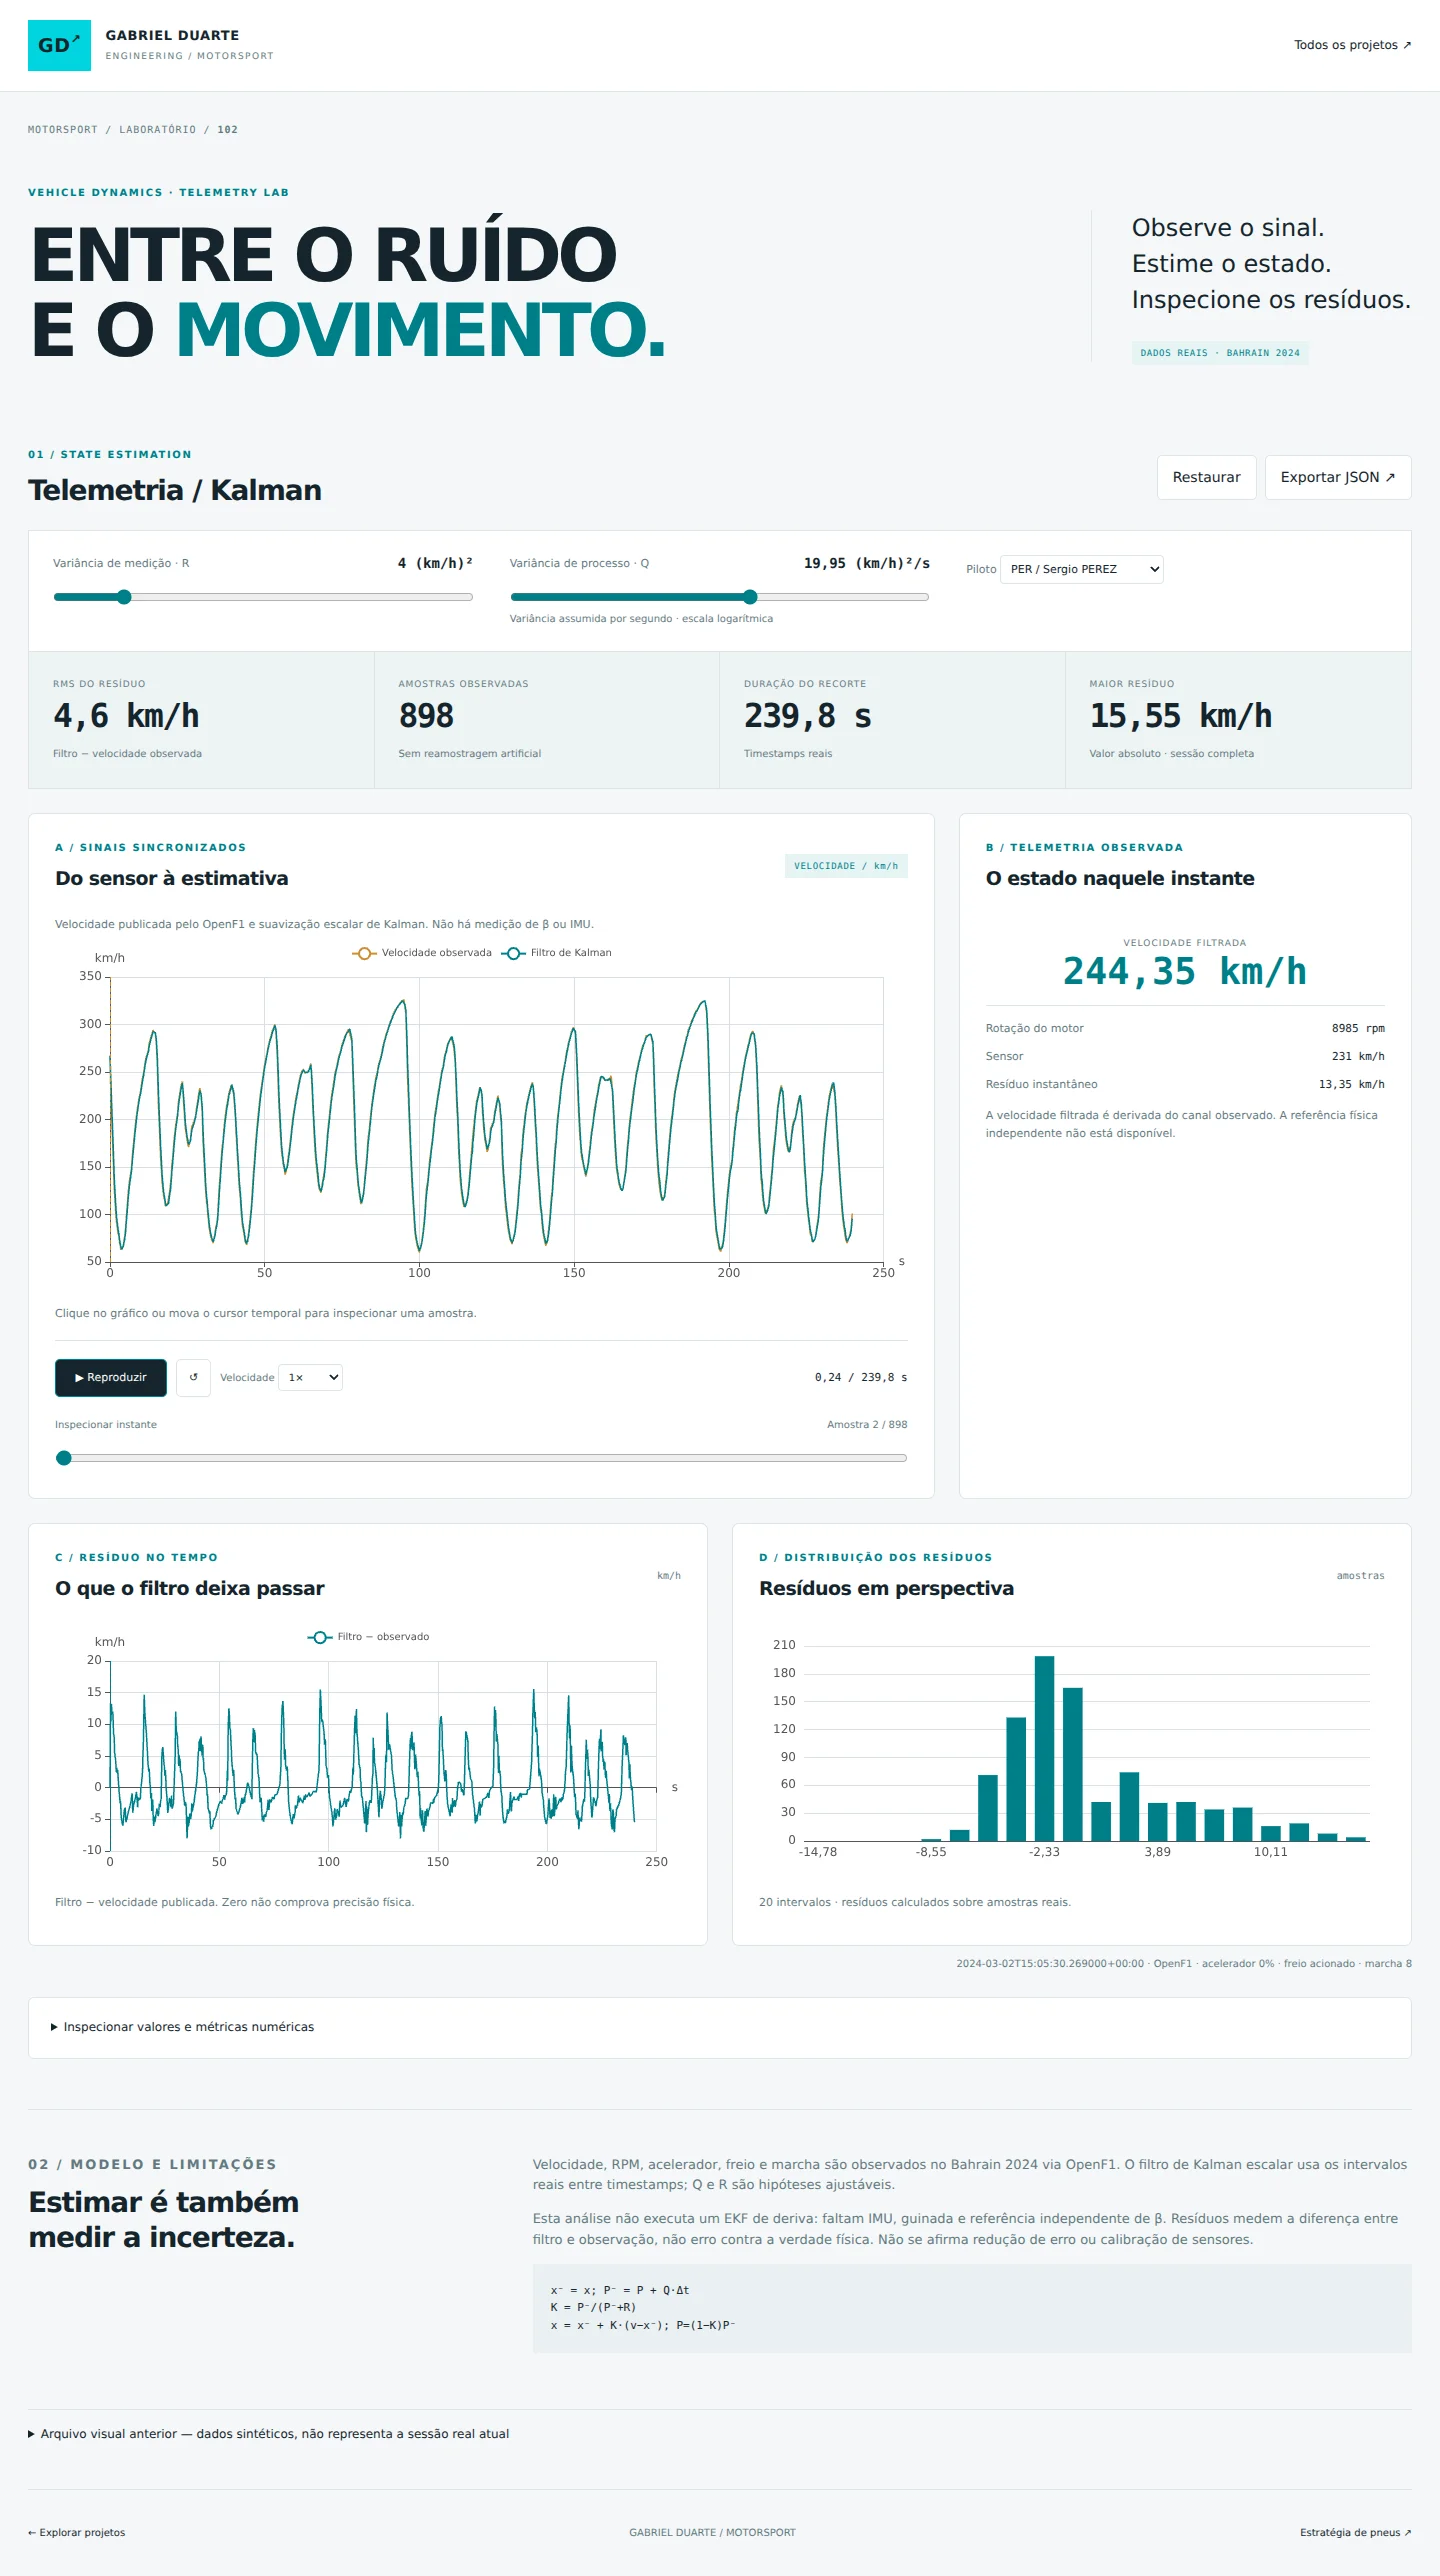 GD↗
GABRIEL DUARTE
ENGINEERING / MOTORSPORT
Todos os projetos ↗
MOTORSPORT / LABORATÓRIO / 102
VEHICLE DYNAMICS · TELEMETRY LAB
ENTRE O RUÍDO
E O MOVIMENTO.
Observe o sinal.
Estime o estado.
Inspecione os resíduos.
DADOS REAIS · BAHRAIN 2024
01 / STATE ESTIMATION
Telemetria / Kalman
Restaurar
Exportar JSON ↗
Variância de medição · R
4 (km/h)²
Variância de processo · Q
19,95 (km/h)²/s
Variância assumida por segundo · escala logarítmica
Piloto
PER / Sergio PEREZ
RMS DO RESÍDUO
4,6 km/h
Filtro − velocidade observada
AMOSTRAS OBSERVADAS
898
Sem reamostragem artificial
DURAÇÃO DO RECORTE
239,8 s
Timestamps reais
MAIOR RESÍDUO
15,55 km/h
Valor absoluto · sessão completa
A / SINAIS SINCRONIZADOS
Do sensor à estimativa
VELOCIDADE / km/h
Velocidade publicada pelo OpenF1 e suavização escalar de Kalman. Não há medição de β ou IMU.
km/h
Velocidade observada
Filtro de Kalman
350
300
250
200
150
100
50
0
50
100
150
200
250
s
Clique no gráfico ou mova o cursor temporal para inspecionar uma amostra.
▶ Reproduzir
↺
Velocidade
1×
0,24 / 239,8 s
Inspecionar instante
Amostra 2 / 898
B / TELEMETRIA OBSERVADA
O estado naquele instante
VELOCIDADE FILTRADA
244,35 km/h
Rotação do motor
8985 rpm
Sensor
231 km/h
Resíduo instantâneo
13,35 km/h
A velocidade filtrada é derivada do canal observado. A referência física
independente não está disponível.
C / RESÍDUO NO TEMPO
O que o filtro deixa passar
km/h
km/h
Filtro − observado
20
15
10
5
0
-5
-10
0
50
100
150
200
250
s
Filtro − velocidade publicada. Zero não comprova precisão física.
D / DISTRIBUIÇÃO DOS RESÍDUOS
Resíduos em perspectiva
amostras
210
180
150
120
90
60
30
0
-14,78
-8,55
-2,33
3,89
10,11
20 intervalos · resíduos calculados sobre amostras reais.
2024-03-02T15:05:30.269000+00:00 · OpenF1 · acelerador 0% · freio acionado · marcha 8
▶ Inspecionar valores e métricas numéricas
02 / MODELO E LIMITAÇÕES
Estimar é também
medir a incerteza.
Velocidade, RPM, acelerador, freio e marcha são observados no Bahrain 2024 via OpenF1. O filtro de Kalman escalar usa os intervalos
reais entre timestamps; Q e R são hipóteses ajustáveis.
Esta análise não executa um EKF de deriva: faltam IMU, guinada e referência independente de β. Resíduos medem a diferença entre
filtro e observação, não erro contra a verdade física. Não se afirma redução de erro ou calibração de sensores.
x⁻ = x; P⁻ = P + Q·Δt
K = P⁻/(P⁻+R)
x = x⁻ + K·(v−x⁻); P=(1−K)P⁻
▶ Arquivo visual anterior — dados sintéticos, não representa a sessão real atual
← Explorar projetos
GABRIEL DUARTE / MOTORSPORT
Estratégia de pneus ↗